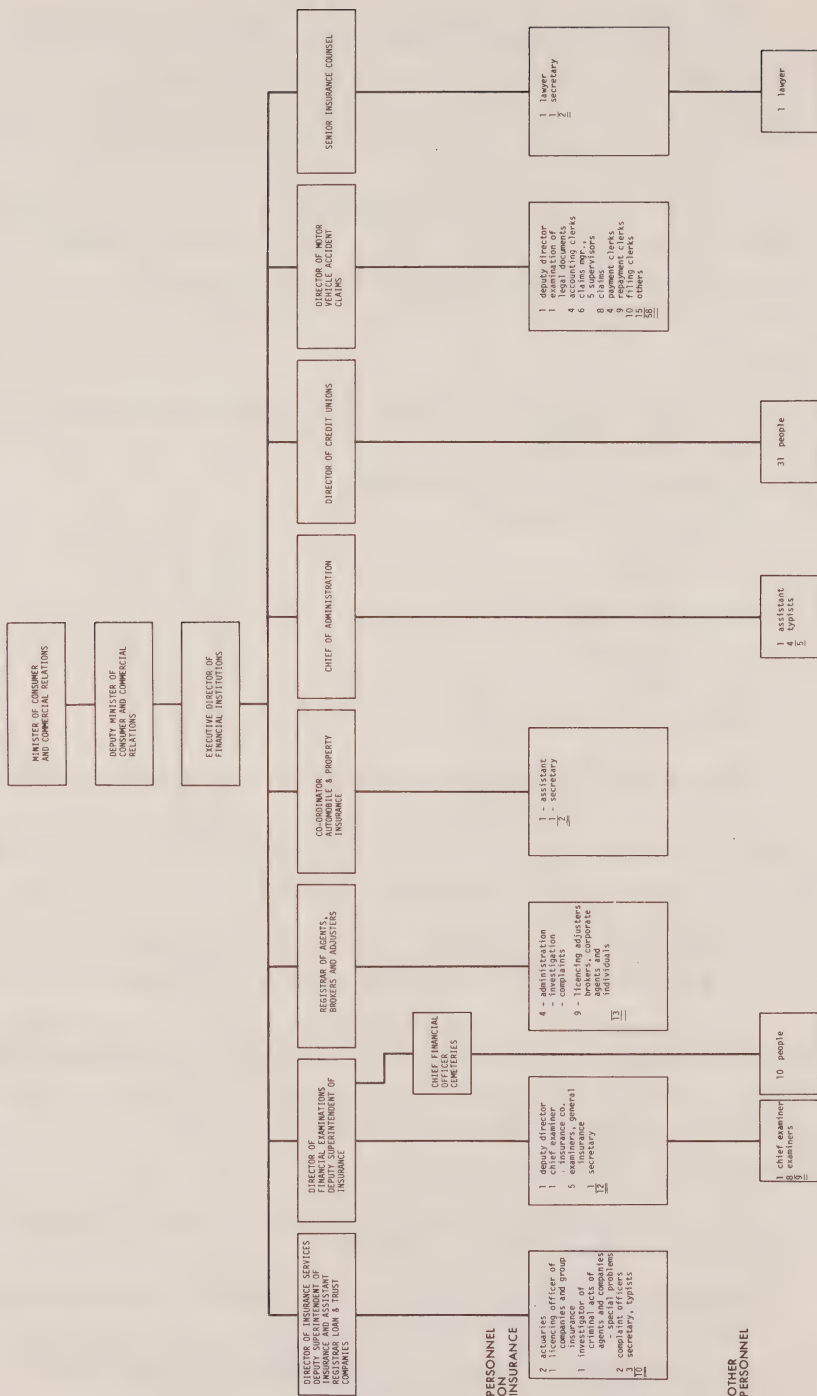 MINISTER OF CONSUMER
AND COMMERCIAL RELATIONS
DEPUTY MINISTER OF
CONSUMER AND COMMERCIAL
RELATIONS
EXECUTIVE DIRECTOR OF
FINANCIAL INSTITUTIONS
DIRECTOR OF INSURANCE SERVICES
DEPUTY SUPERINTENDENT OF
INSURANCE AND ASSISTANT
REGISTRAR LOAN & TRUST
COMPANIES
DIRECTOR OF
FINANCIAL EXAMINATIONS
DEPUTY SUPERINTENDENT OF
INSURANCE
REGISTRAR OF AGENTS,
BROKERS AND ADJUSTERS
CO-ORDINATOR
AUTOMOBILE & PROPERTY
INSURANCE
CHIEF OF ADMINISTRATION
DIRECTOR OF CREDIT UNIONS
DIRECTOR OF MOTOR
VEHICLE ACCIDENT
CLAIMS
SENIOR INSURANCE COUNSEL
CHIEF FINANCIAL
OFFICER
CEMETERIES
PERSONNEL
ON
INSURANCE
2 actuaries
1 licencing officer of
companies and group
insurance
1 investigator of
criminal acts of
agents and companies
- special problems
2 complaint officers
3 secretary, typists
10
1 deputy director
1 chief examiner
- insurance co.
5 examiners, general
insurance
1 secretary
12
4 - administration
- investigation
- complaints
9 - licencing adjusters
brokers, corporate
agents and
individuals
13
1 - assistant
1 - secretary
2
1 deputy director
1 examination of
legal documents
4 accounting clerks
6 claims mgr.,
5 supervisors
8 claims
4 payment clerks
9 repayment clerks
10 filing clerks
15 others
58
1 lawyer
1 secretary
2
OTHER
PERSONNEL
1 chief examiner
8 examiners
9
10 people
1 assistant
4 typists
5
31 people
1 lawyer